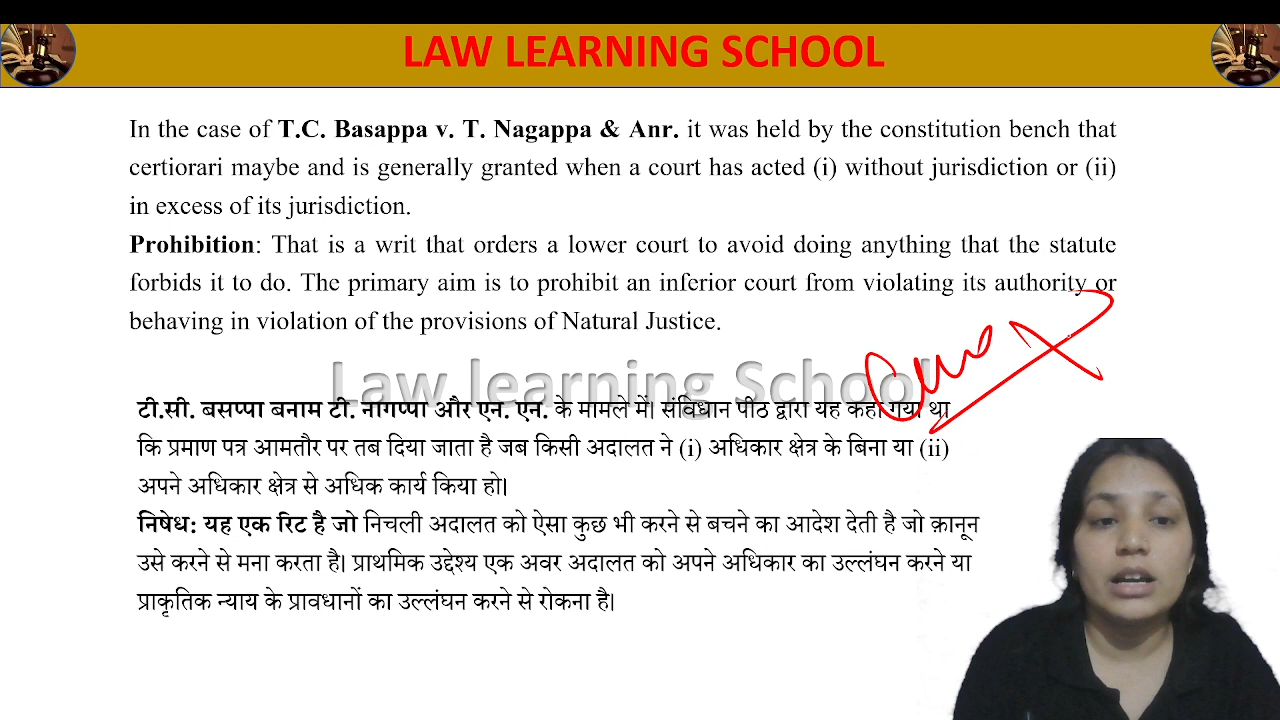 LAW LEARNING SCHOOL
In the case of T.C. Basappa v. T. Nagappa & Anr. it was held by the constitution bench that
certiorari maybe and is generally granted when a court has acted (i) without jurisdiction or (ii)
in excess of its jurisdiction.
Prohibition: That is a writ that orders a lower court to avoid doing anything that the statute
forbids it to do. The primary aim is to prohibit an inferior court from violating its authority or
behaving in violation of the provisions of Natural Justice.
Law learning School
टी.सी. बसप्पा बनाम टी. नागप्पा और एन. एन. के मामले में। संविधान पीठ द्वारा यह कहा गया था
कि प्रमाण पत्र आमतौर पर तब दिया जाता है जब किसी अदालत ने (i) अधिकार क्षेत्र के बिना या (ii)
अपने अधिकार क्षेत्र से अधिक कार्य किया हो।
निषेध: यह एक रिट है जो निचली अदालत को ऐसा कुछ भी करने से बचने का आदेश देती है जो क़ानून
उसे करने से मना करता है। प्राथमिक उद्देश्य एक अवर अदालत को अपने अधिकार का उल्लंघन करने या
प्राकृतिक न्याय के प्रावधानों का उल्लंघन करने से रोकना है।